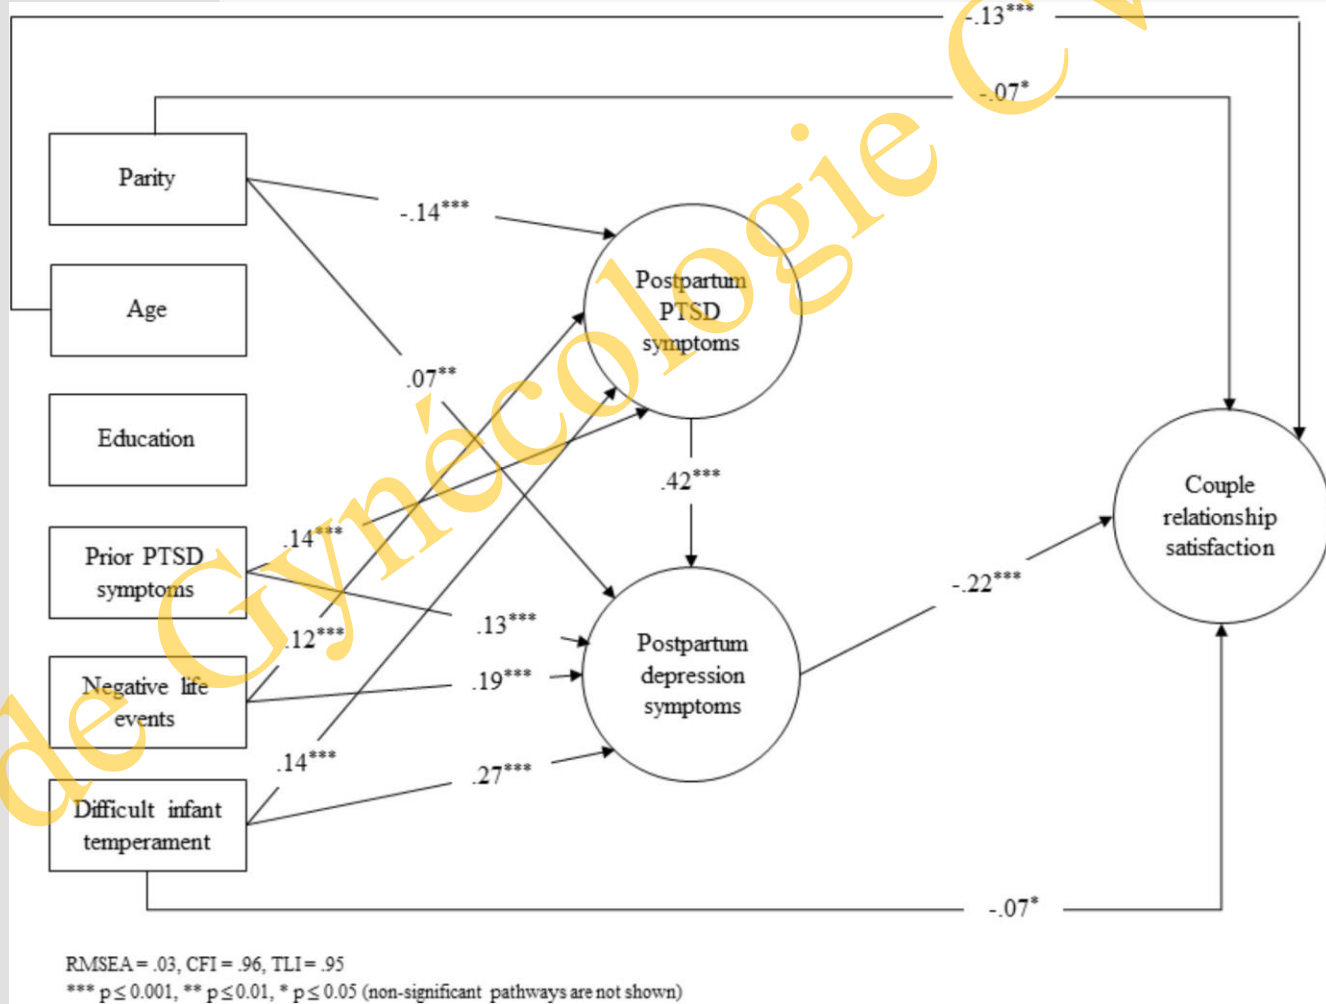 -.13***
-.07*
Parity
-.14***
Age
Postpartum
PTSD
symptoms
.07**
Education
.42***
Couple
relationship
satisfaction
Prior PTSD
symptoms
.14***
.13***
-.22***
Negative life
events
.12***
.19***
Postpartum
depression
symptoms
Difficult infant
temperament
.14***
.27***
-.07*
RMSEA = .03, CFI = .96, TLI = .95
*** p ≤ 0.001, ** p ≤ 0.01, * p ≤ 0.05 (non-significant pathways are not shown)
de Gynécologie C